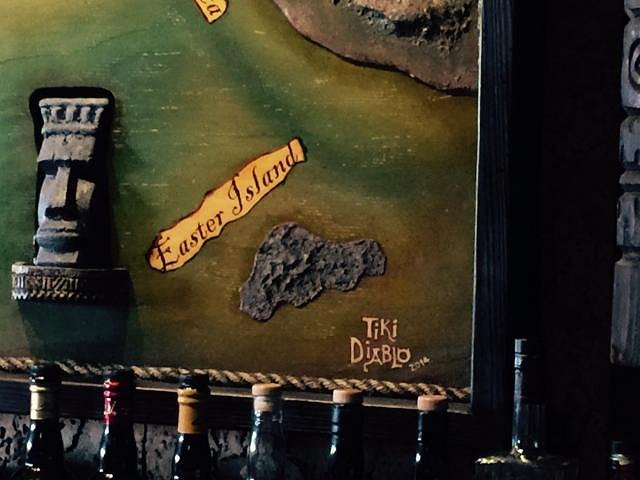 Easter Island
TIKI
DIABLO
2014